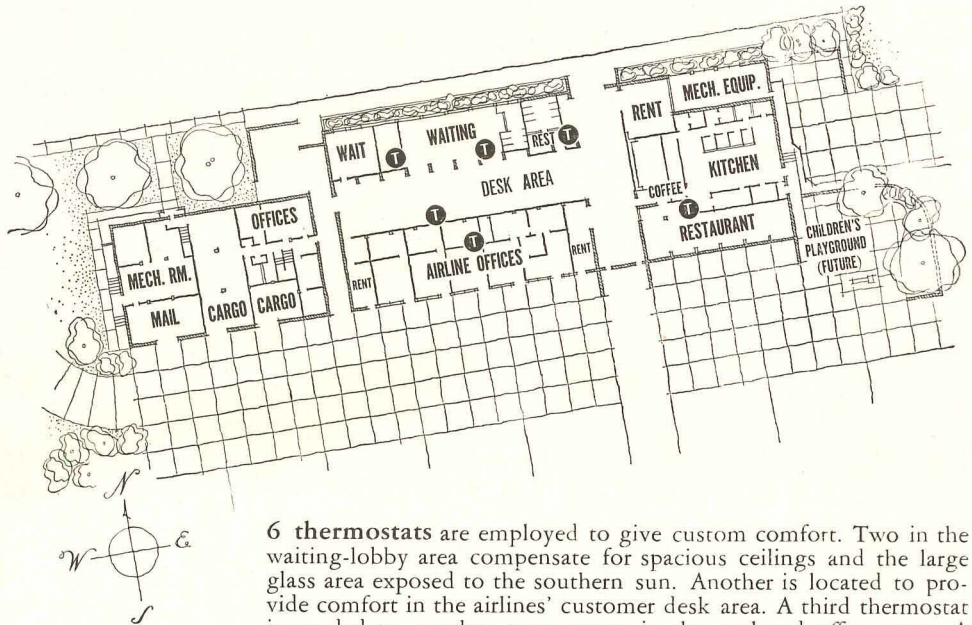 RENT
MECH. EQUIP.
WAIT
WAITING
T
T
REST
T
KITCHEN
DESK AREA
COFFEE
T
RESTAURANT
OFFICES
T
T
AIRLINE OFFICES
RENT
RENT
CHILDREN'S
PLAYGROUND
(FUTURE)
MECH. RM.
MAIL
CARGO
CARGO
N
W
E
S
6 thermostats are employed to give custom comfort. Two in the
waiting-lobby area compensate for spacious ceilings and the large
glass area exposed to the southern sun. Another is located to pro-
vide comfort in the airlines' customer desk area. A third thermostat